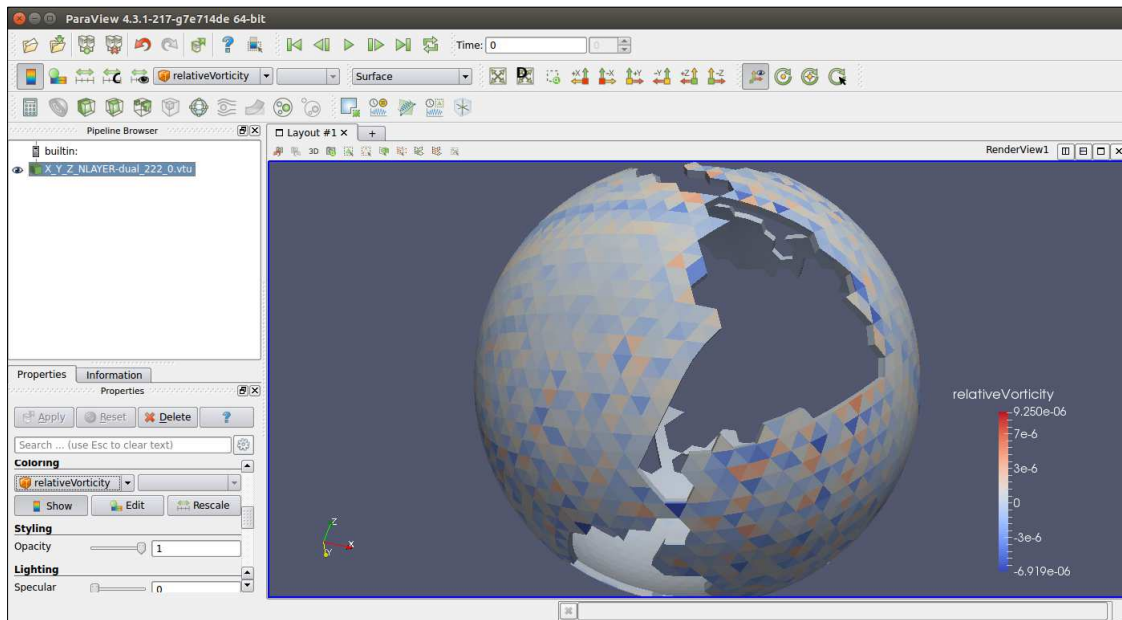 ParaView 4.3.1-217-g7e714de 64-bit
Time: 0 0
relativeVorticity Surface
+X -X +Y -Y +Z -Z
Pipeline Browser
Layout #1 × +
builtin:
3D
RenderView1
X_Y_Z_NLAYER-dual_222_0.vtu
Properties Information
Properties
Apply Reset Delete ?
Search ... (use Esc to clear text)
Coloring
relativeVorticity
Show Edit Rescale
Styling
Opacity 1
Lighting
Specular 0
Z
X
Y
relativeVorticity
9.250e-06
7e-6
3e-6
0
-3e-6
-6.919e-06